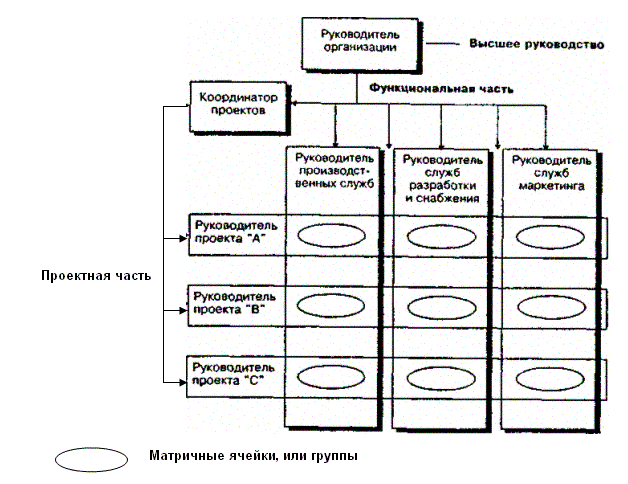 Руководитель
организации
Высшее руководство
Функциональная часть
Координатор
проектов
Руководитель
производст-
венных служб
Руководитель
служб
разработки
и снабжения
Руководитель
служб
маркетинга
Руководитель
проекта "А"
Проектная часть
Руководитель
проекта "В"
Руководитель
проекта "С"
Матричные ячейки, или группы